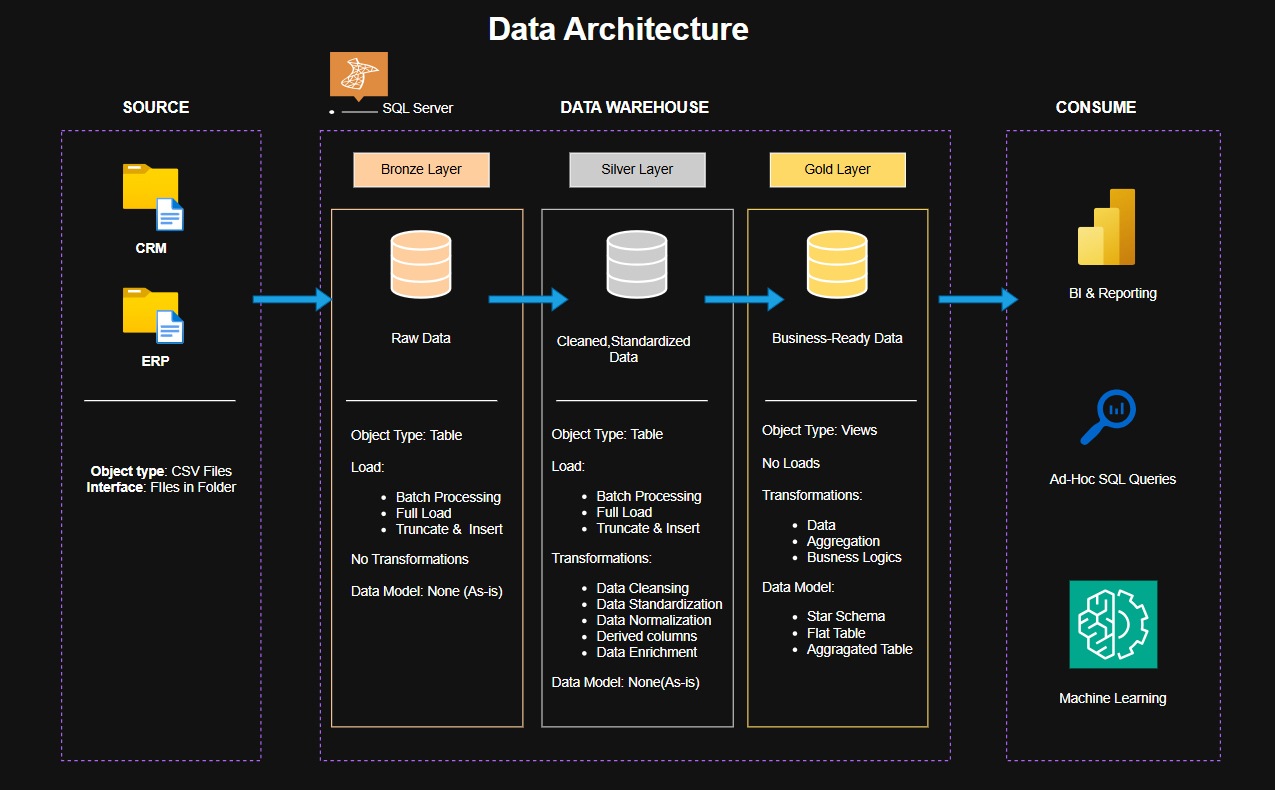 Data Architecture
SOURCE
SQL Server
DATA WAREHOUSE
CONSUME
CRM
ERP
Object type: CSV Files
Interface: FIles in Folder
Bronze Layer
Raw Data
Object Type: Table
Load:
• Batch Processing
• Full Load
• Truncate & Insert
No Transformations
Data Model: None (As-is)
Silver Layer
Cleaned,Standardized
Data
Object Type: Table
Load:
• Batch Processing
• Full Load
• Truncate & Insert
Transformations:
• Data Cleansing
• Data Standardization
• Data Normalization
• Derived columns
• Data Enrichment
Data Model: None(As-is)
Gold Layer
Business-Ready Data
Object Type: Views
No Loads
Transformations:
• Data
• Aggregation
• Busness Logics
Data Model:
• Star Schema
• Flat Table
• Aggragated Table
BI & Reporting
Ad-Hoc SQL Queries
Machine Learning